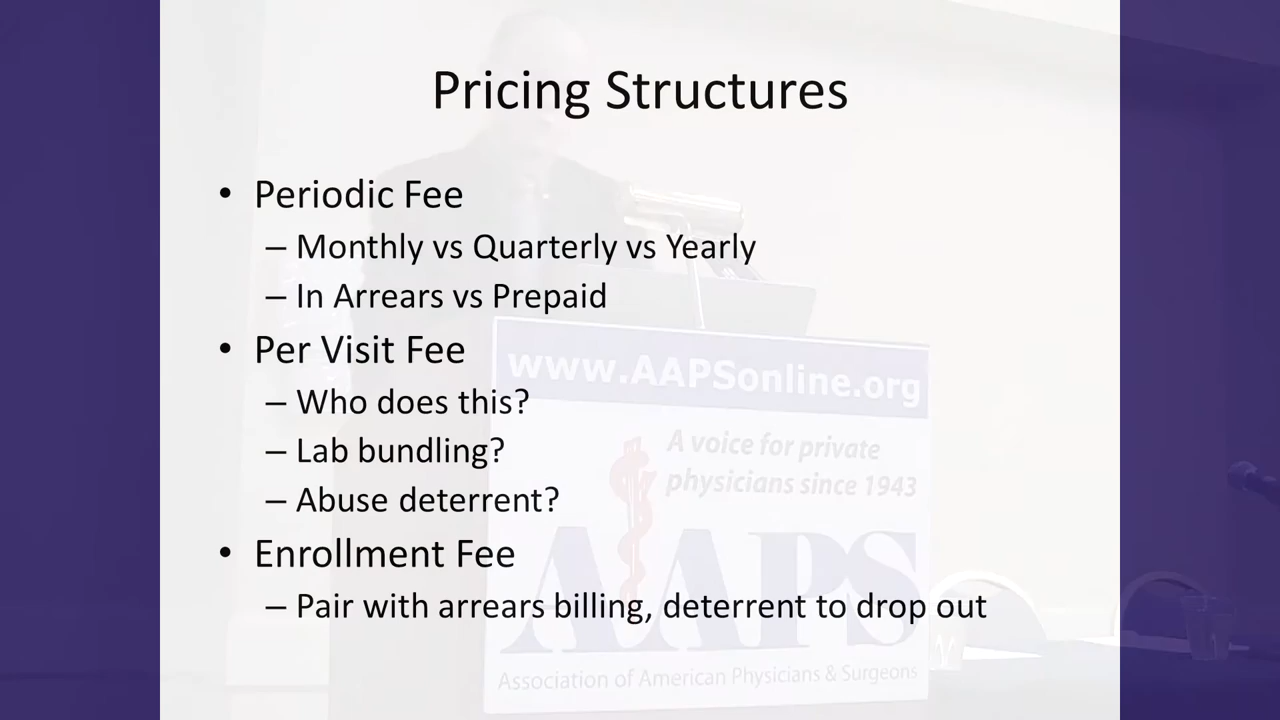 Pricing Structures
• Periodic Fee
– Monthly vs Quarterly vs Yearly
– In Arrears vs Prepaid
• Per Visit Fee
– Who does this?
– Lab bundling?
– Abuse deterrent?
• Enrollment Fee
– Pair with arrears billing, deterrent to drop out
www.AAPSonline.org
A voice for private
physicians since 1943
AAPS
Association of American Physicians & Surgeons